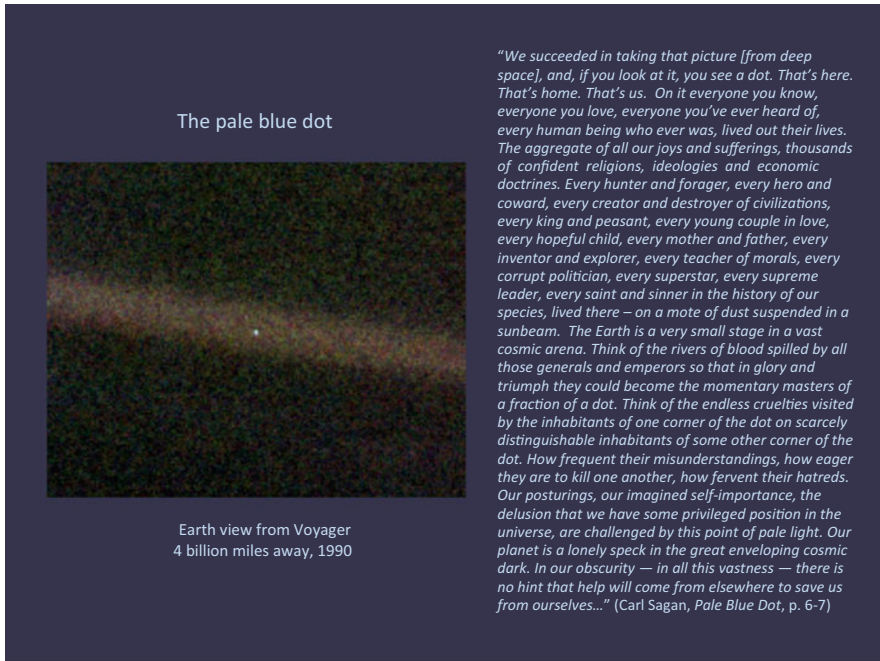 The pale blue dot
Earth view from Voyager
4 billion miles away, 1990
“We succeeded in taking that picture [from deep
space], and, if you look at it, you see a dot. That’s here.
That’s home. That’s us.  On it everyone you know,
everyone you love, everyone you’ve ever heard of,
every human being who ever was, lived out their lives.
The aggregate of all our joys and sufferings, thousands
of confident religions, ideologies and economic
doctrines. Every hunter and forager, every hero and
coward, every creator and destroyer of civilizations,
every king and peasant, every young couple in love,
every hopeful child, every mother and father, every
inventor and explorer, every teacher of morals, every
corrupt politician, every superstar, every supreme
leader, every saint and sinner in the history of our
species, lived there – on a mote of dust suspended in a
sunbeam.  The Earth is a very small stage in a vast
cosmic arena. Think of the rivers of blood spilled by all
those generals and emperors so that in glory and
triumph they could become the momentary masters of
a fraction of a dot. Think of the endless cruelties visited
by the inhabitants of one corner of the dot on scarcely
distinguishable inhabitants of some other corner of the
dot. How frequent their misunderstandings, how eager
they are to kill one another, how fervent their hatreds.
Our posturings, our imagined self-importance, the
delusion that we have some privileged position in the
universe, are challenged by this point of pale light. Our
planet is a lonely speck in the great enveloping cosmic
dark. In our obscurity — in all this vastness — there is
no hint that help will come from elsewhere to save us
from ourselves…” (Carl Sagan, Pale Blue Dot, p. 6-7)